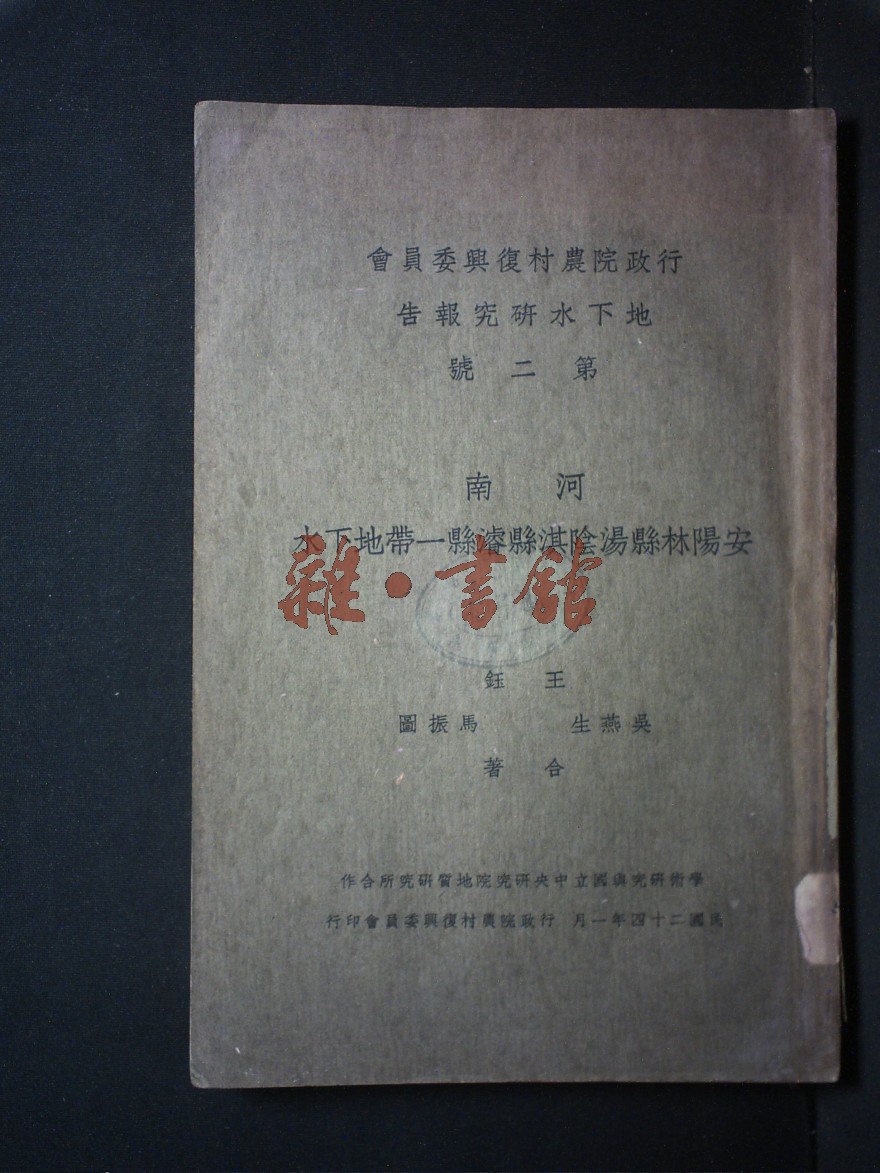 行政院農村復興委員會
地下水研究報告
第二號
河南
安陽林縣湯陰淇縣濬縣一帶地下水
雜·書館
王鈺
吳燕生 馬振圖
合著
學術研究與國立中央研究院地質研究所合作
民國二十四年一月 行政院農村復興委員會印行